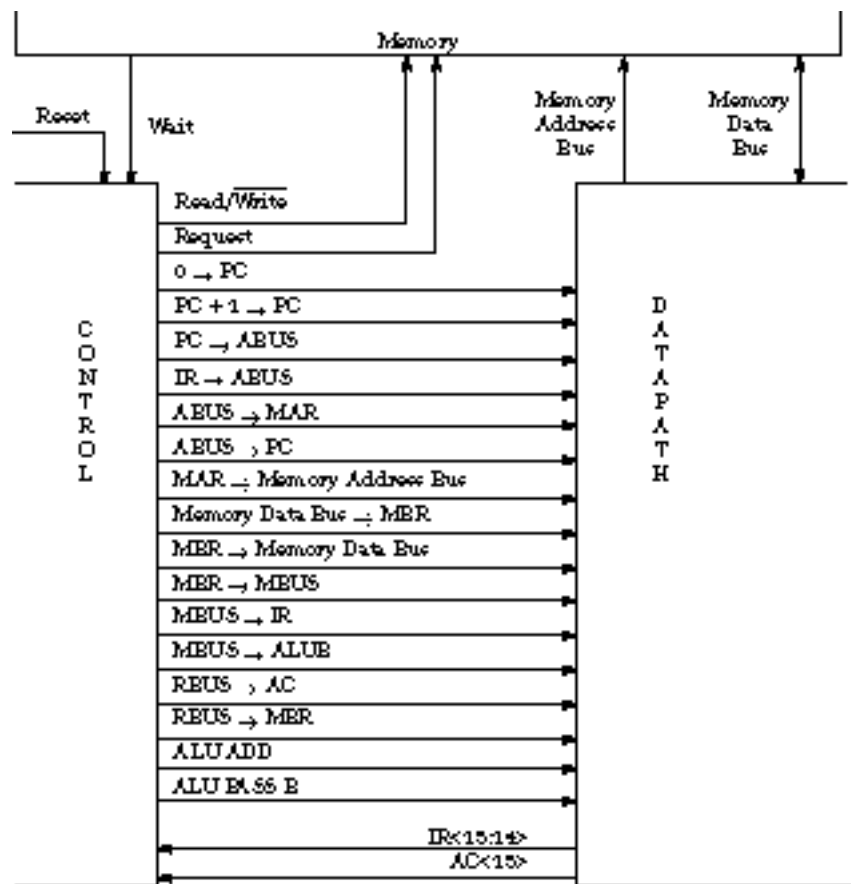 Memory
Reset
Wait
Memory
Address
Bus
Memory
Data
Bus
Read/Write
Request
0 → PC
PC + 1 → PC
PC → ABUS
IR → ABUS
ABUS → MAR
ABUS → PC
MAR → Memory Address Bus
Memory Data Bus → MBR
MBR → Memory Data Bus
MBR → MBUS
MBUS → IR
MBUS → ALUB
RBUS → AC
RBUS → MBR
ALU ADD
ALU PASS B
CONTROL
DATAPATH
IR<15:14>
AC<15>